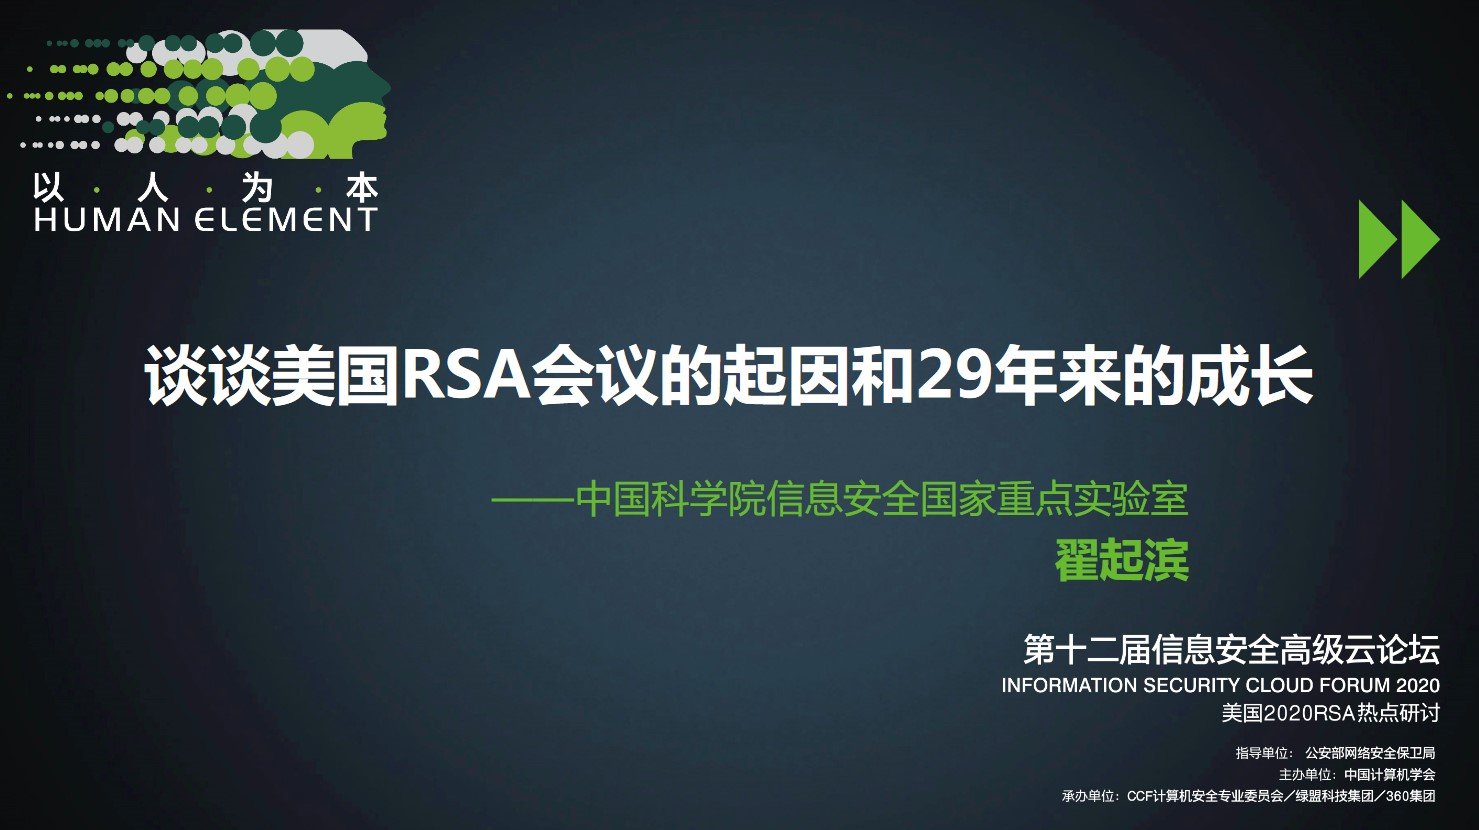 以·人·为·本
HUMAN ELEMENT
谈谈美国RSA会议的起因和29年来的成长
——中国科学院信息安全国家重点实验室
翟起滨
第十二届信息安全高级云论坛
INFORMATION SECURITY CLOUD FORUM 2020
美国2020RSA热点研讨
指导单位：公安部网络安全保卫局
主办单位：中国计算机学会
承办单位：CCF计算机安全专业委员会／绿盟科技集团／360集团